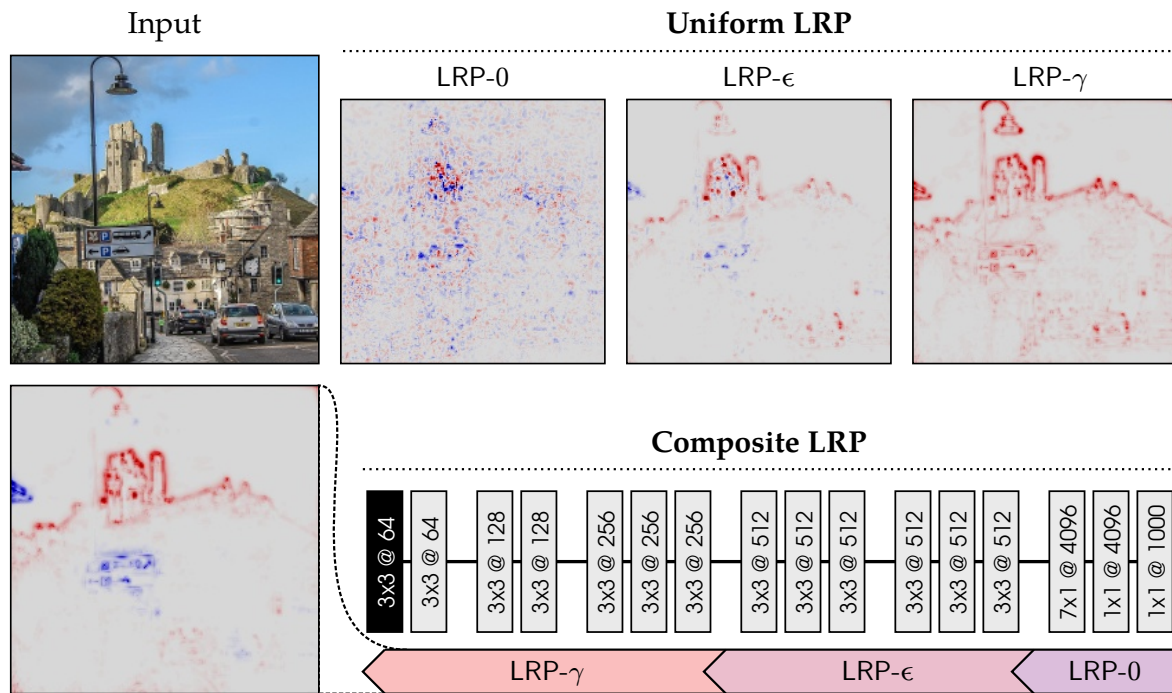 Input
Uniform LRP
LRP-0
LRP-ϵ
LRP-γ
P
P
Composite LRP
3x3 @ 64
3x3 @ 64
3x3 @ 128
3x3 @ 128
3x3 @ 256
3x3 @ 256
3x3 @ 256
3x3 @ 512
3x3 @ 512
3x3 @ 512
3x3 @ 512
3x3 @ 512
3x3 @ 512
7x1 @ 4096
1x1 @ 4096
1x1 @ 1000
LRP-γ
LRP-ϵ
LRP-0